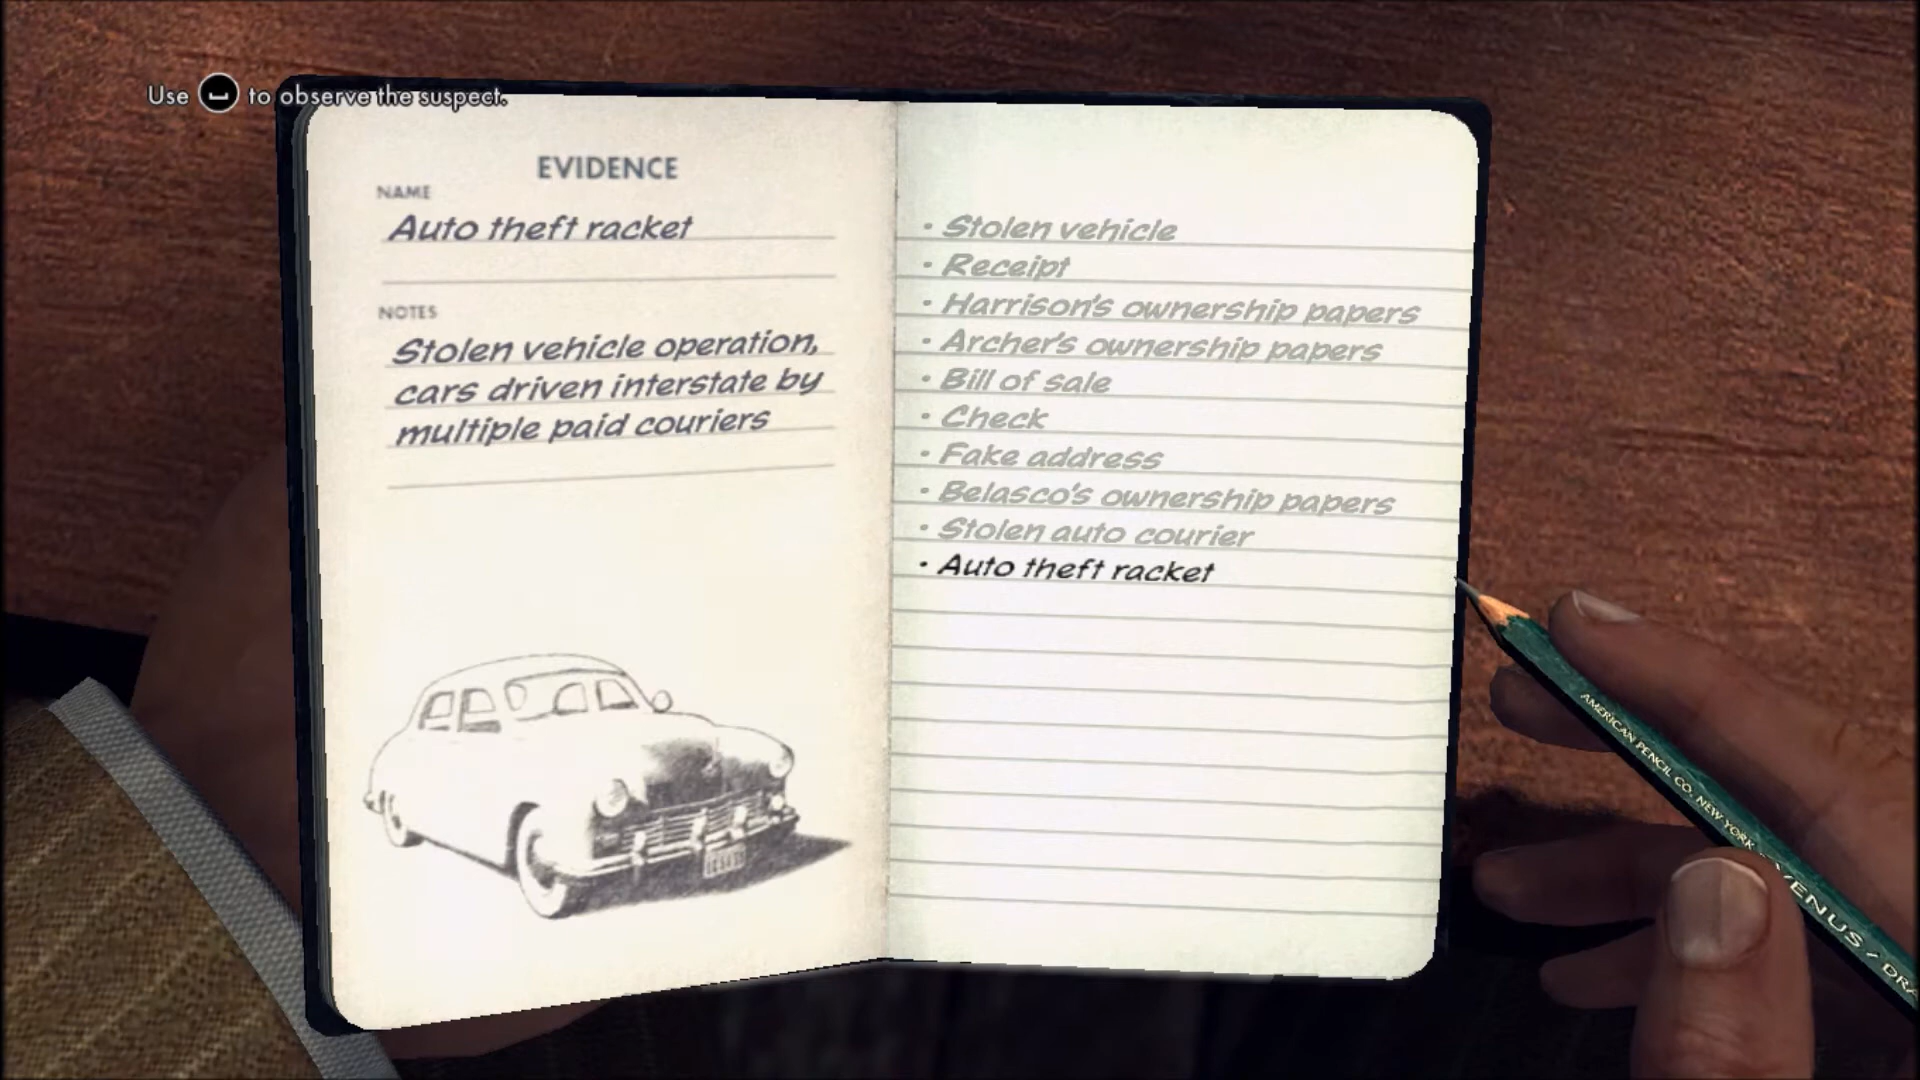 Use to observe the suspect.
EVIDENCE
NAME
Auto theft racket
NOTES
Stolen vehicle operation,
cars driven interstate by
multiple paid couriers
• Stolen vehicle
• Receipt
• Harrison's ownership papers
• Archer's ownership papers
• Bill of sale
• Check
• Fake address
• Belasco's ownership papers
• Stolen auto courier
• Auto theft racket
AMERICAN PENCIL CO. NEW YORK
VENUS / DRA